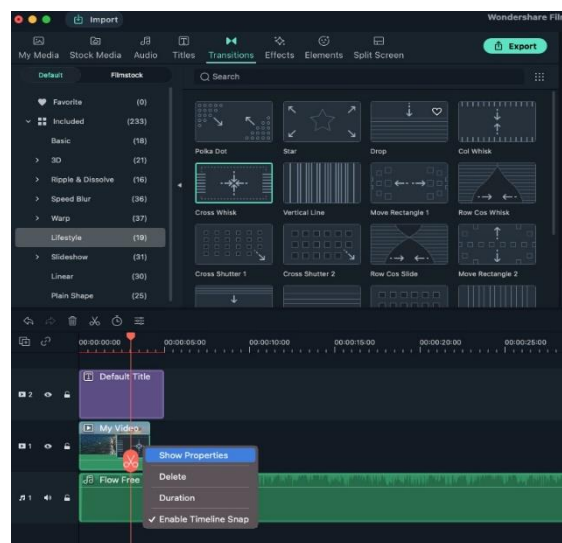 Import
Wondershare Film
My Media Stock Media Audio Titles Transitions Effects Elements Split Screen
Export
Default Filmstock
Search
Favorite (0)
Included (233)
Basic (18)
3D (21)
Ripple & Dissolve (16)
Speed Blur (36)
Warp (37)
Lifestyle (19)
Slideshow (31)
Linear (30)
Plain Shape (25)
Polka Dot Star Drop Col Whisk
Cross Whisk Vertical Line Move Rectangle 1 Row Cos Whisk
Cross Shutter 1 Cross Shutter 2 Row Cos Slide Move Rectangle 2
00:00:00:00 00:00:05:00 00:00:10:00 00:00:15:00 00:00:20:00 00:00:25:00
Default Title
2
My Video
1
Show Properties
Delete
Duration
✓ Enable Timeline Snap
Flow Free
1